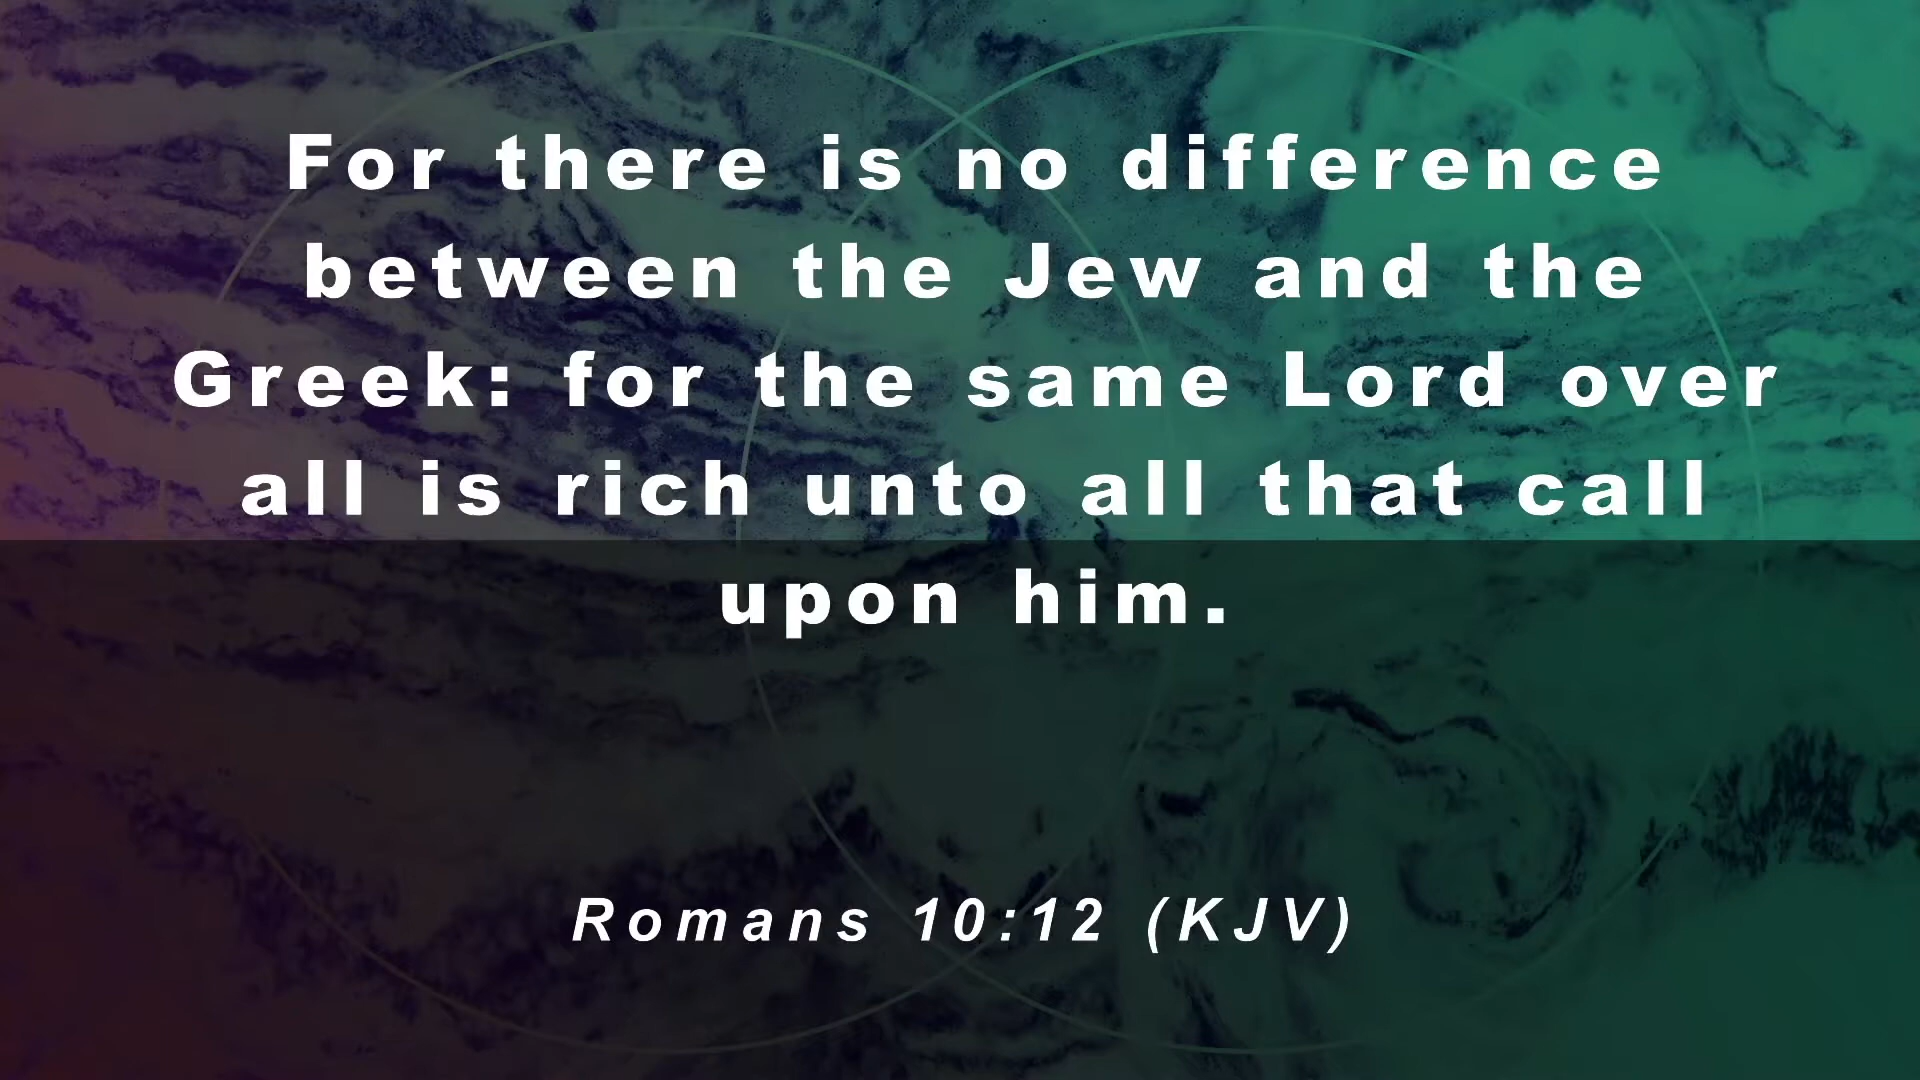 For there is no difference
between the Jew and the
Greek: for the same Lord over
all is rich unto all that call
upon him.
Romans 10:12 (KJV)